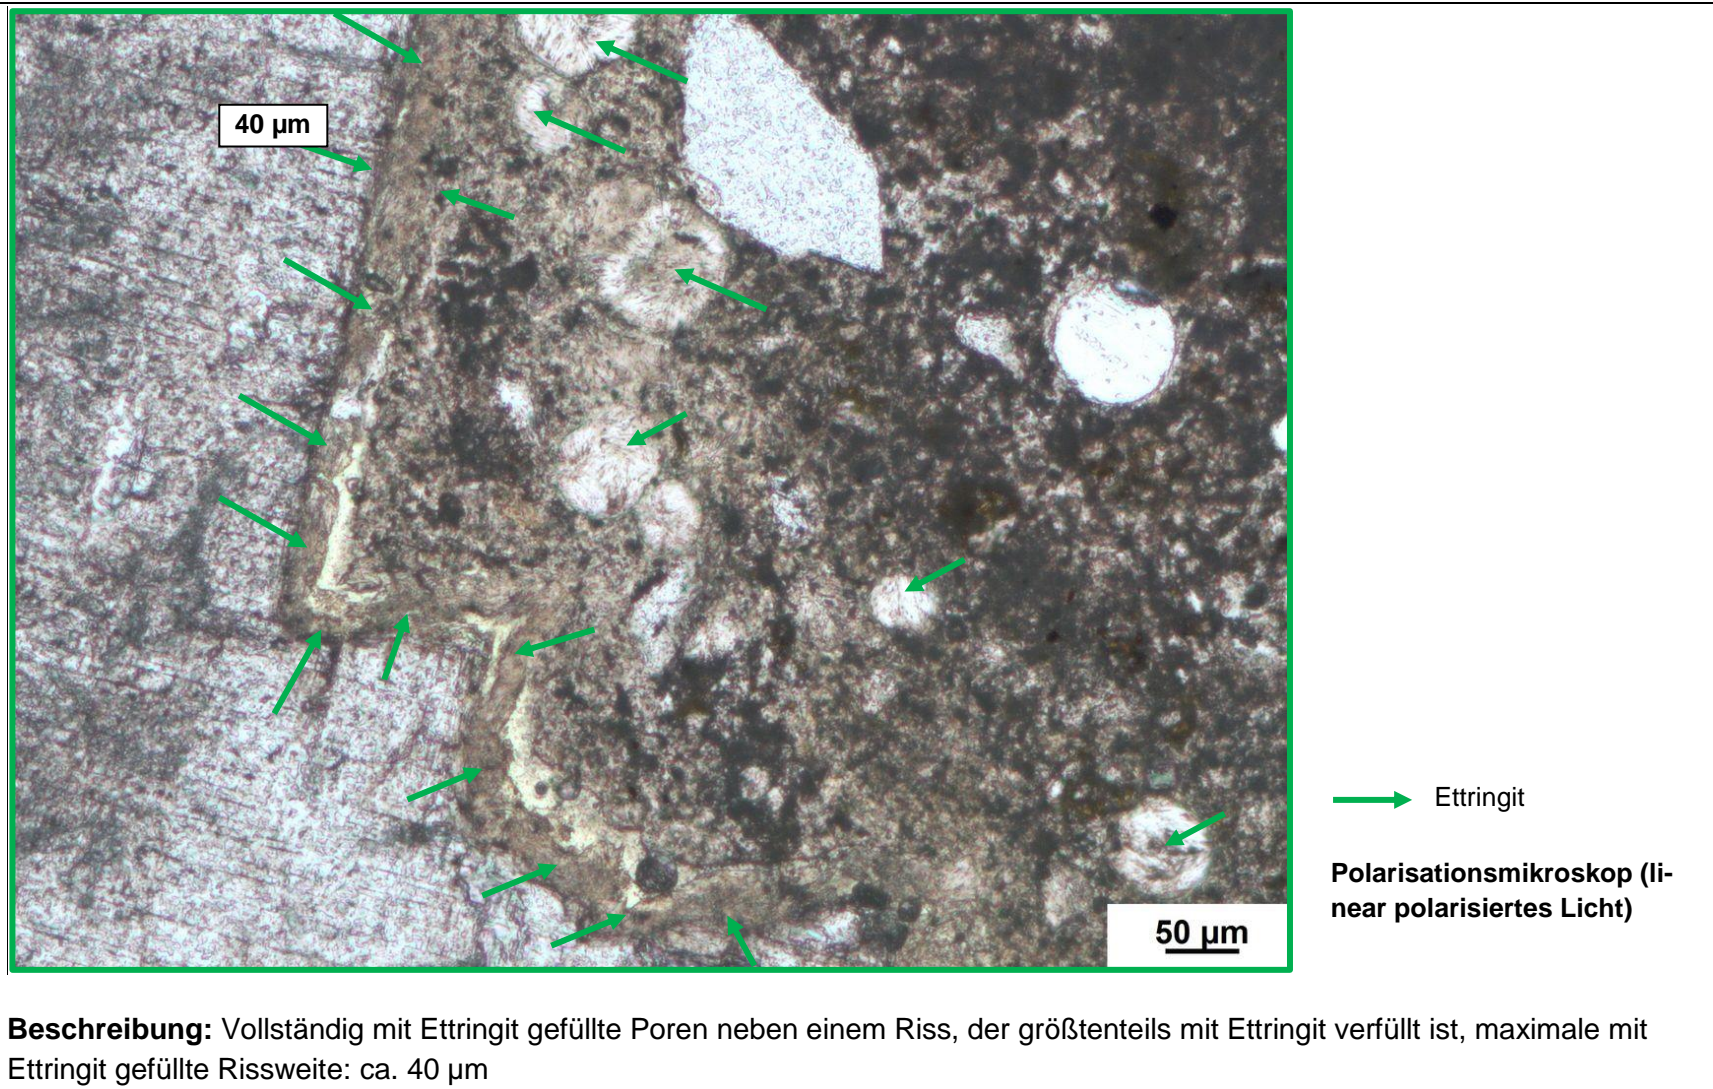 40 µm
Ettringit
Polarisationsmikroskop (li-
near polarisiertes Licht)
50 µm
Beschreibung: Vollständig mit Ettringit gefüllte Poren neben einem Riss, der größtenteils mit Ettringit verfüllt ist, maximale mit
Ettringit gefüllte Rissweite: ca. 40 µm